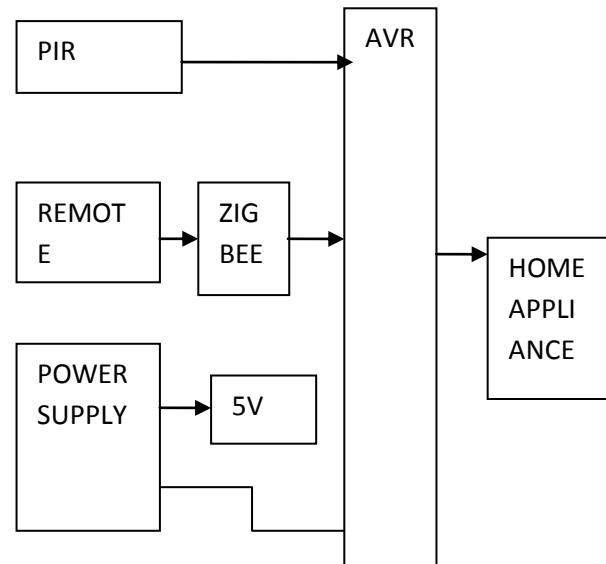 PIR
AVR
REMOT
E
ZIG
BEE
HOME
APPLI
ANCE
POWER
SUPPLY
5V